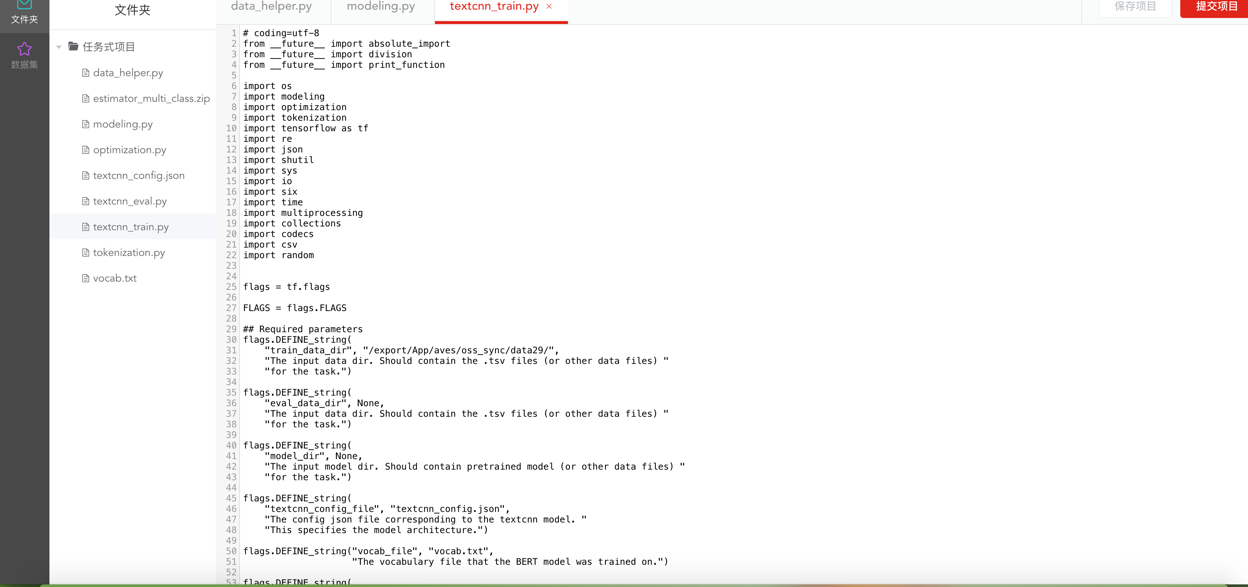 文件夹
数据集
文件夹
任务式项目
data_helper.py
estimator_multi_class.zip
modeling.py
optimization.py
textcnn_config.json
textcnn_eval.py
textcnn_train.py
tokenization.py
vocab.txt
data_helper.py modeling.py textcnn_train.py ×
保存项目 提交项目
1 # coding=utf-8
2 from __future__ import absolute_import
3 from __future__ import division
4 from __future__ import print_function
5
6 import os
7 import modeling
8 import optimization
9 import tokenization
10 import tensorflow as tf
11 import re
12 import json
13 import shutil
14 import sys
15 import io
16 import six
17 import time
18 import multiprocessing
19 import collections
20 import codecs
21 import csv
22 import random
23
24
25 flags = tf.flags
26
27 FLAGS = flags.FLAGS
28
29 ## Required parameters
30 flags.DEFINE_string(
31     "train_data_dir", "/export/App/aves/oss_sync/data29/",
32     "The input data dir. Should contain the .tsv files (or other data files) "
33     "for the task.")
34
35 flags.DEFINE_string(
36     "eval_data_dir", None,
37     "The input data dir. Should contain the .tsv files (or other data files) "
38     "for the task.")
39
40 flags.DEFINE_string(
41     "model_dir", None,
42     "The input model dir. Should contain pretrained model (or other data files) "
43     "for the task.")
44
45 flags.DEFINE_string(
46     "textcnn_config_file", "textcnn_config.json",
47     "The config json file corresponding to the textcnn model. "
48     "This specifies the model architecture.")
49
50 flags.DEFINE_string("vocab_file", "vocab.txt",
51                     "The vocabulary file that the BERT model was trained on.")
52
53 flags.DEFINE_string(